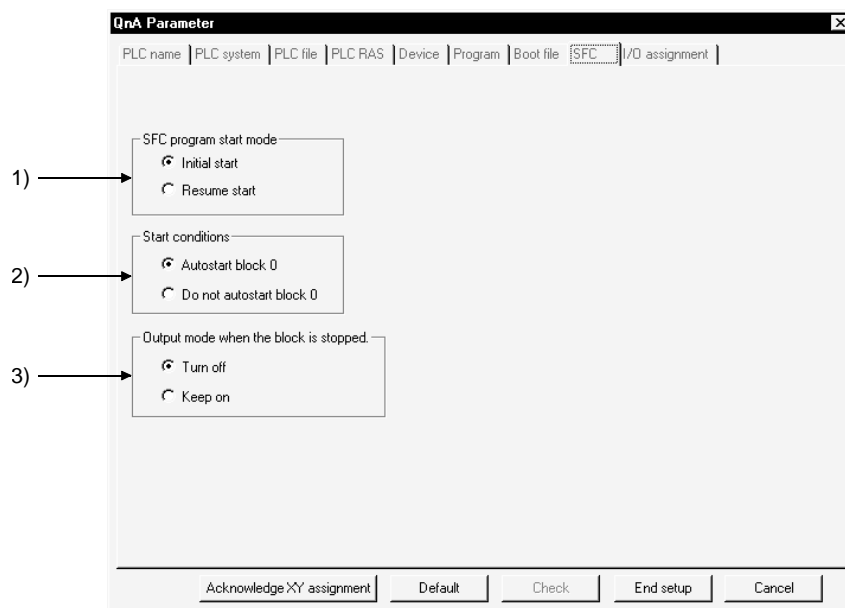 QnA Parameter
PLC name PLC system PLC file PLC RAS Device Program Boot file SFC I/O assignment
SFC program start mode
1)
Initial start
Resume start
Start conditions
2)
Autostart block 0
Do not autostart block 0
Output mode when the block is stopped.
3)
Turn off
Keep on
Acknowledge XY assignment Default Check End setup Cancel